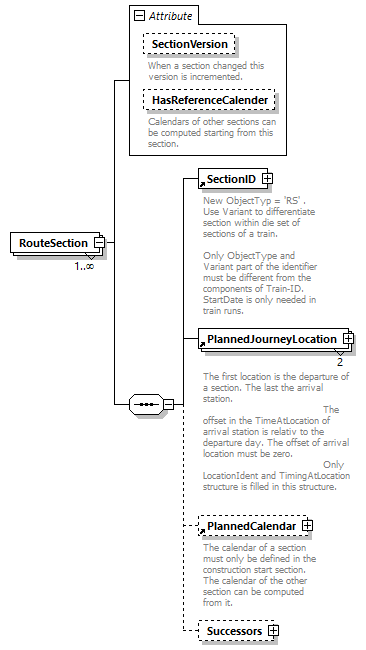 Attribute
SectionVersion
When a section changed this
version is incremented.
HasReferenceCalender
Calendars of other sections can
be computed starting from this
section.
RouteSection
1..∞
SectionID
New ObjectTyp = 'RS' .
Use Variant to differentiate
section within die set of
sections of a train.
Only ObjectType and
Variant part of the identifier
must be different from the
components of Train-ID.
StartDate is only needed in
train runs.
PlannedJourneyLocation
2
The first location is the departure of
a section. The last the arrival
station.
The
offset in the TimeAtLocation of
arrival station is relativ to the
departure day. The offset of arrival
location must be zero.
Only
LocationIdent and TimingAtLocation
structure is filled in this structure.
PlannedCalendar
The calendar of a section
must only be defined in the
construction start section.
The calendar of the other
section can be computed
from it.
Successors